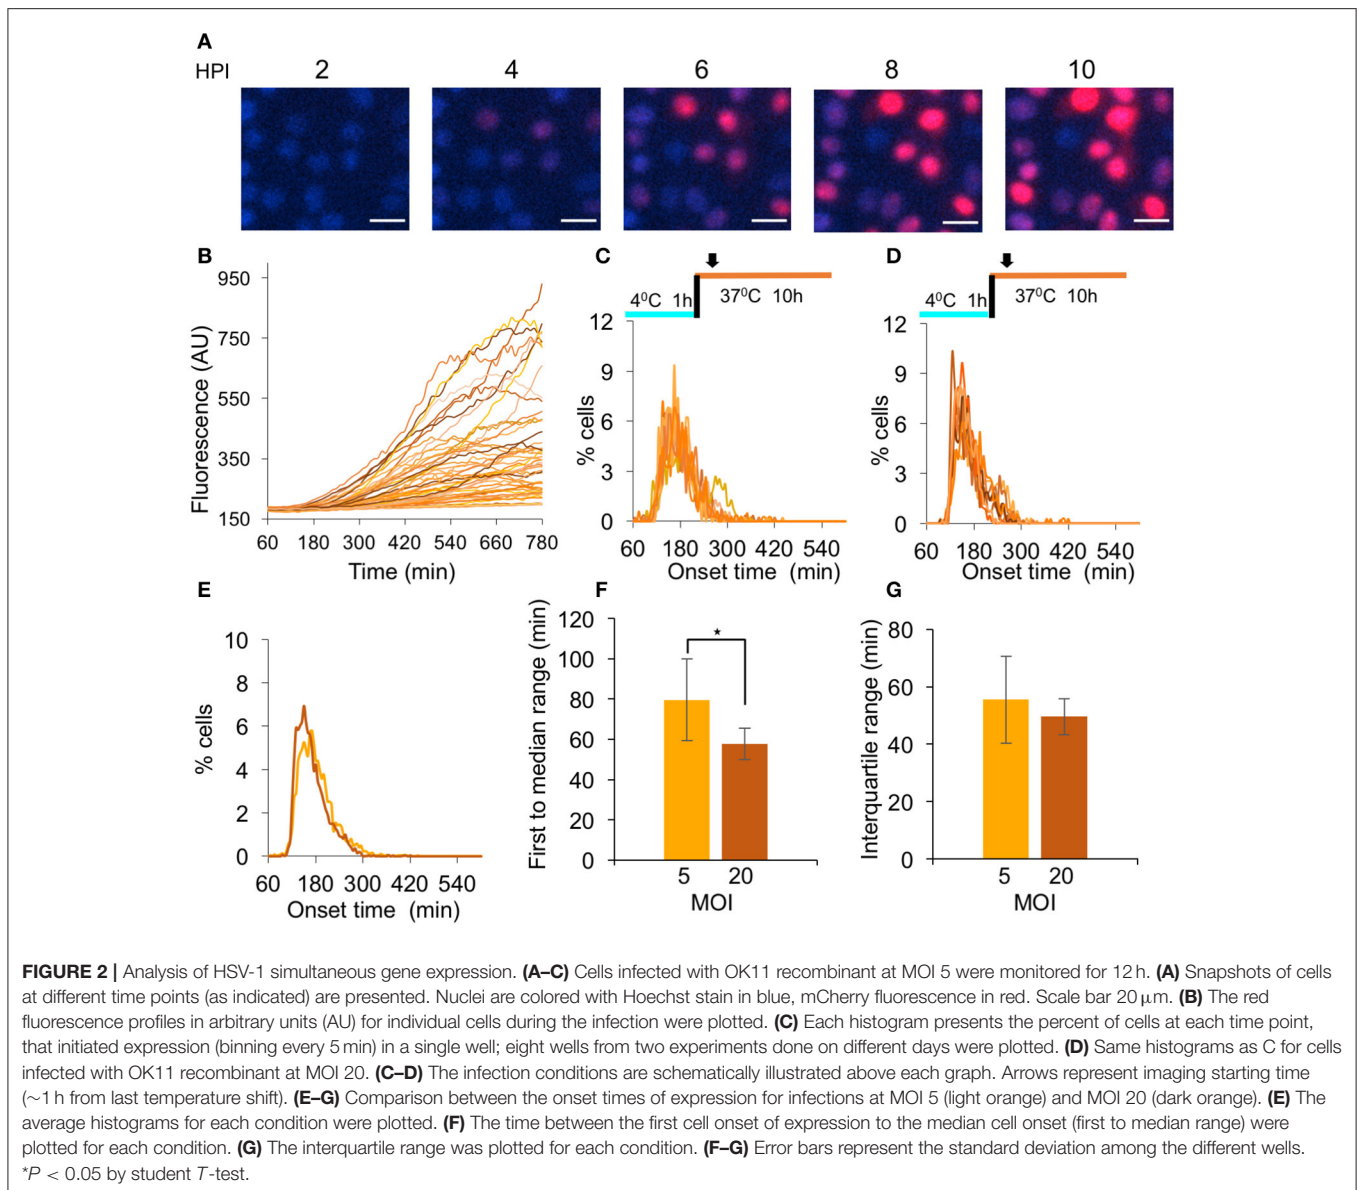 A
HPI 2 4 6 8 10
B
Fluorescence (AU)
950
750
550
350
150
60 180 300 420 540 660 780
Time (min)
C
4⁰C 1h
37⁰C 10h
% cells
12
9
6
3
0
60 180 300 420 540
Onset time (min)
D
4⁰C 1h
37⁰C 10h
% cells
12
9
6
3
0
60 180 300 420 540
Onset time (min)
E
% cells
10
8
6
4
2
0
60 180 300 420 540
Onset time (min)
F
First to median range (min)
120
100
80
60
40
20
0
*
5 20
MOI
G
Interquartile range (min)
80
60
40
20
0
5 20
MOI
FIGURE 2 | Analysis of HSV-1 simultaneous gene expression. (A–C) Cells infected with OK11 recombinant at MOI 5 were monitored for 12 h. (A) Snapshots of cells
at different time points (as indicated) are presented. Nuclei are colored with Hoechst stain in blue, mCherry fluorescence in red. Scale bar 20 μm. (B) The red
fluorescence profiles in arbitrary units (AU) for individual cells during the infection were plotted. (C) Each histogram presents the percent of cells at each time point,
that initiated expression (binning every 5 min) in a single well; eight wells from two experiments done on different days were plotted. (D) Same histograms as C for cells
infected with OK11 recombinant at MOI 20. (C–D) The infection conditions are schematically illustrated above each graph. Arrows represent imaging starting time
(∼1 h from last temperature shift). (E–G) Comparison between the onset times of expression for infections at MOI 5 (light orange) and MOI 20 (dark orange). (E) The
average histograms for each condition were plotted. (F) The time between the first cell onset of expression to the median cell onset (first to median range) were
plotted for each condition. (G) The interquartile range was plotted for each condition. (F–G) Error bars represent the standard deviation among the different wells.
*P < 0.05 by student T-test.